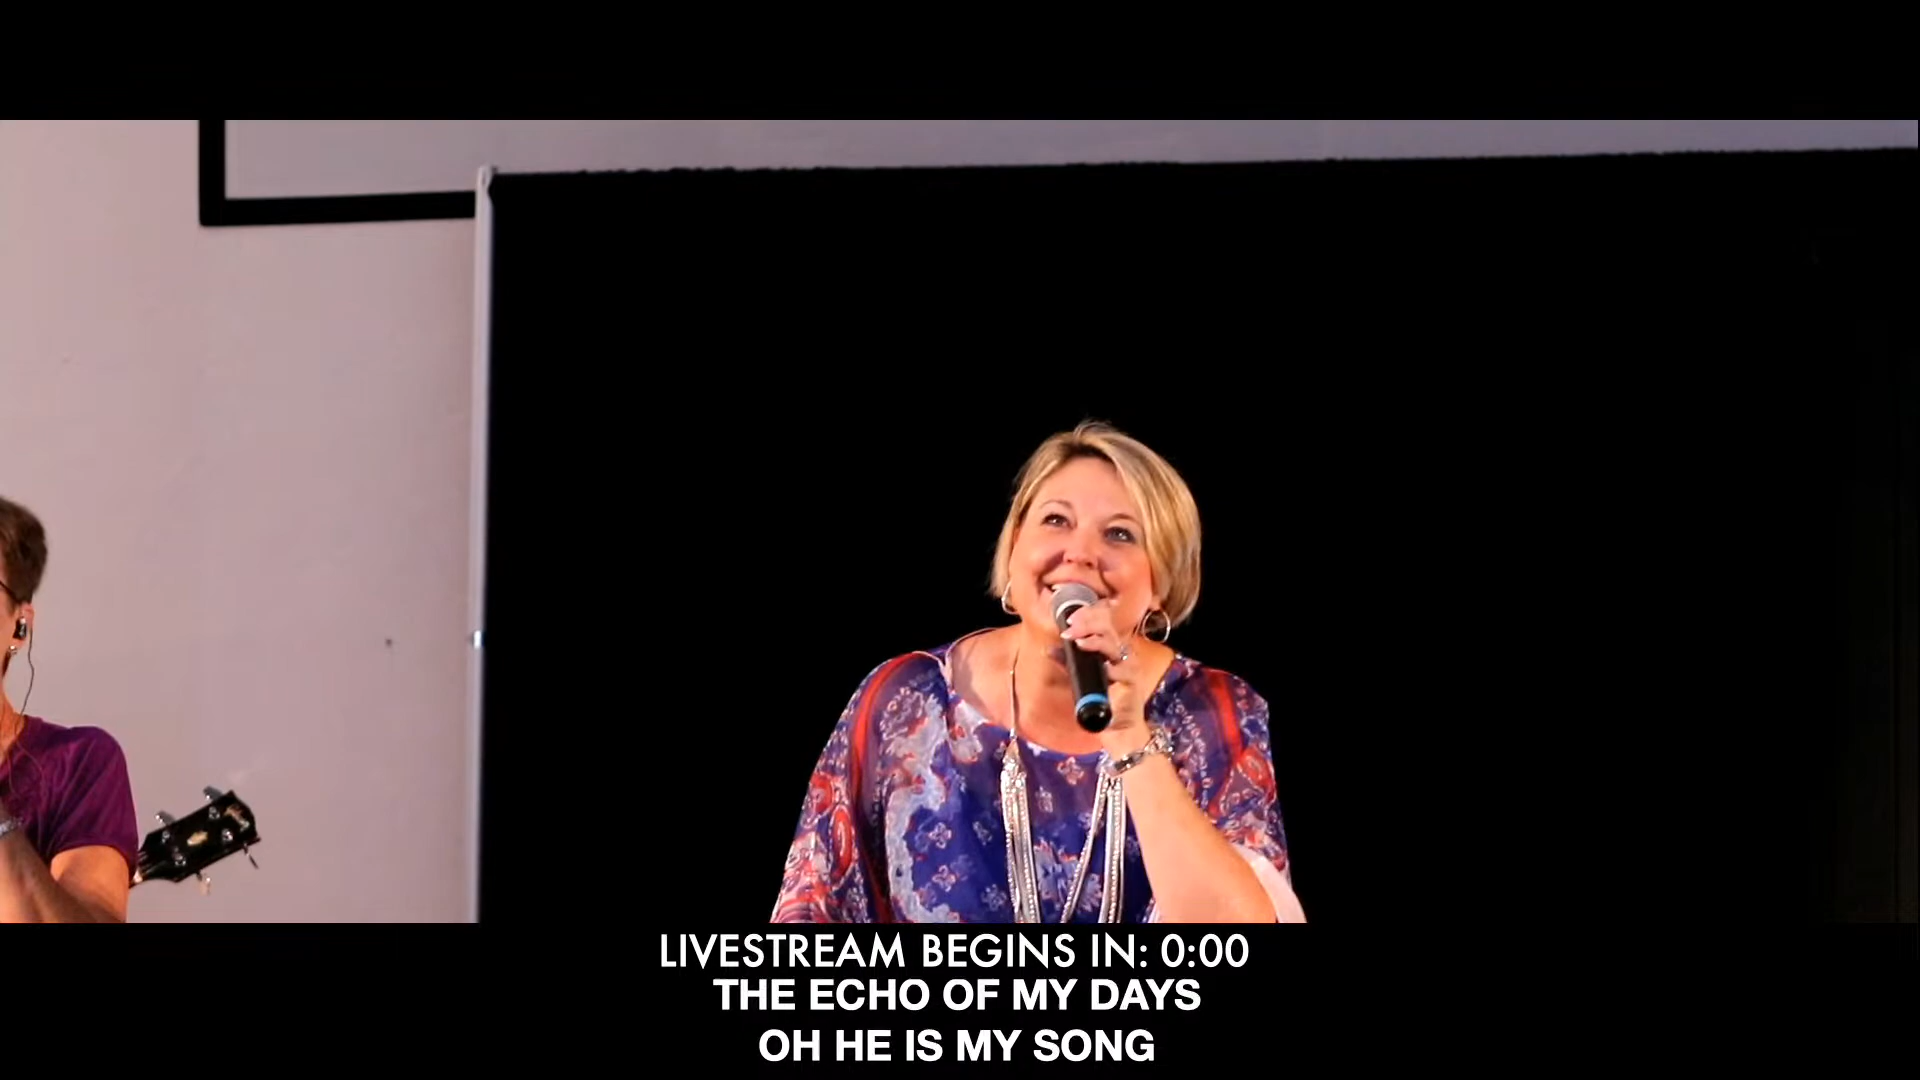 LIVESTREAM BEGINS IN: 0:00
THE ECHO OF MY DAYS
OH HE IS MY SONG